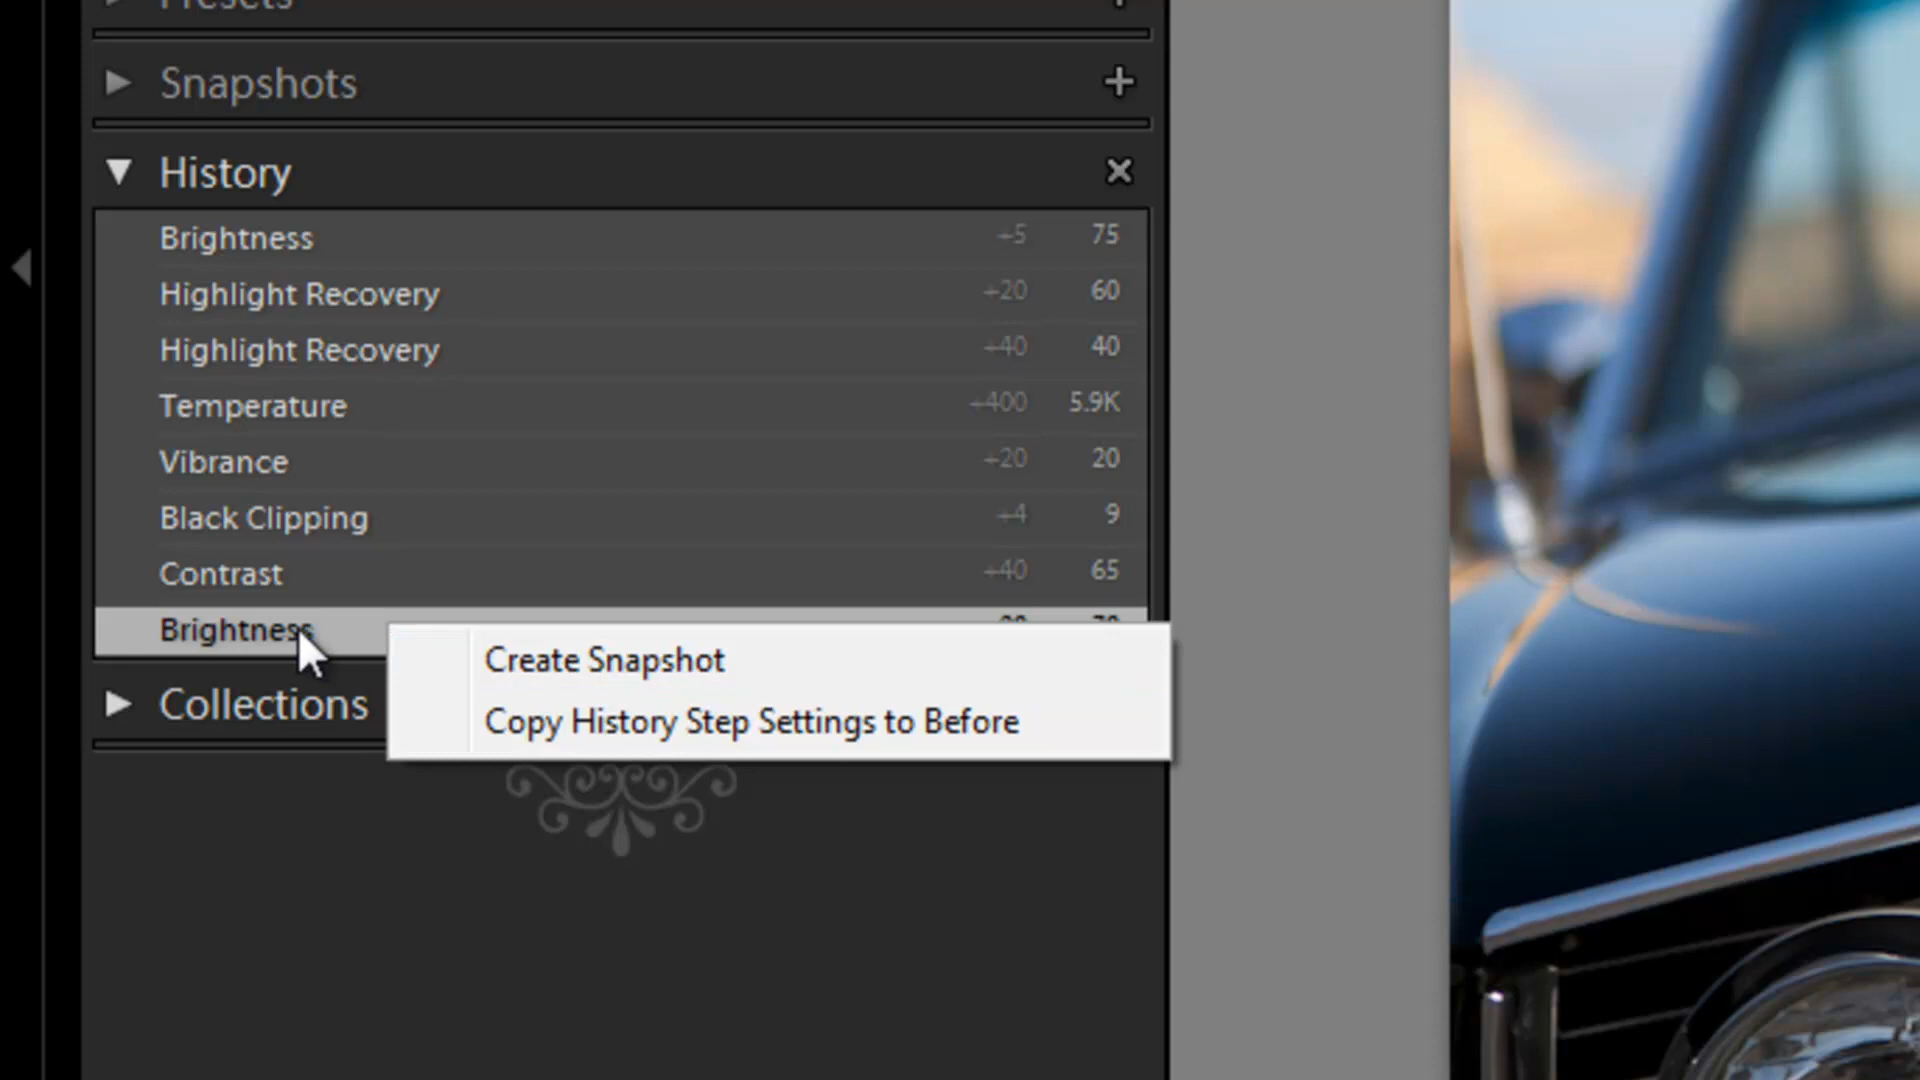 Presets +
Snapshots +
History ×
Brightness +5 75
Highlight Recovery +20 60
Highlight Recovery +40 40
Temperature +400 5.9K
Vibrance +20 20
Black Clipping +4 9
Contrast +40 65
Brightness
Create Snapshot
Collections
Copy History Step Settings to Before